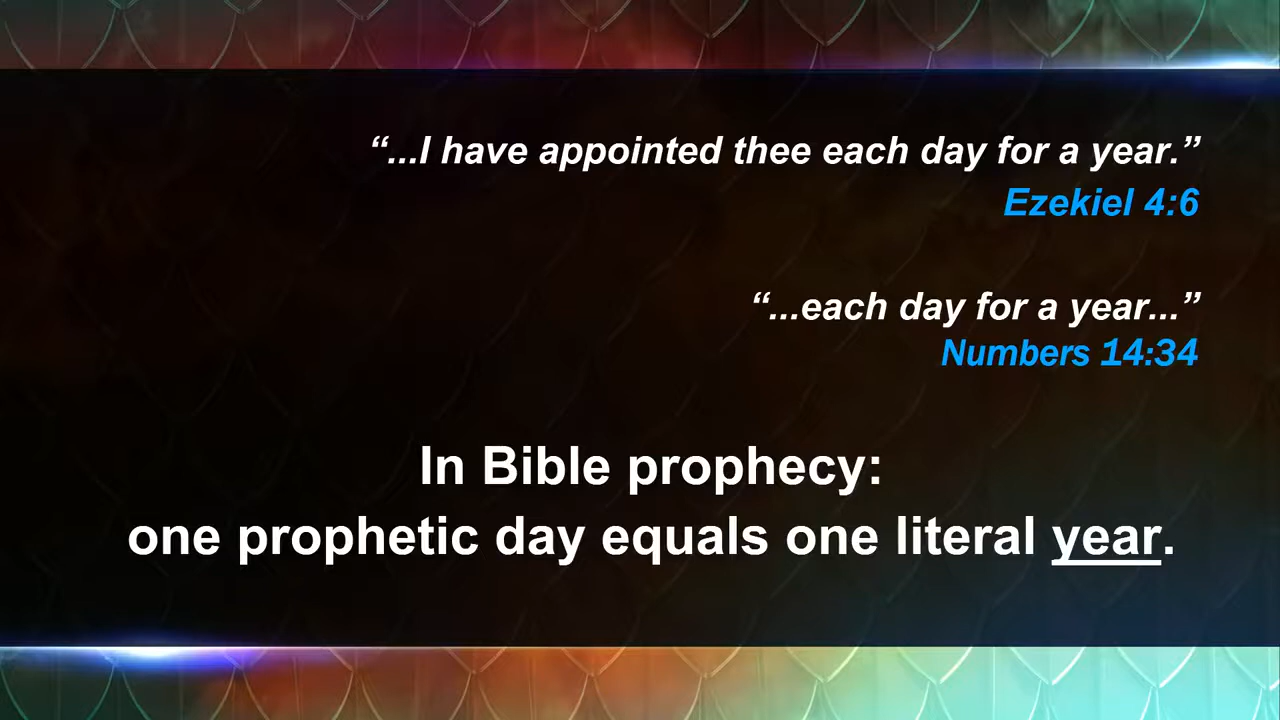 “...I have appointed thee each day for a year.”
Ezekiel 4:6
“...each day for a year...”
Numbers 14:34
In Bible prophecy:
one prophetic day equals one literal year.